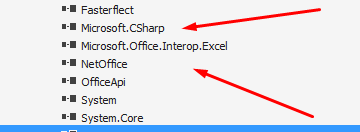 Fasterflect
Microsoft.CSharp
Microsoft.Office.Interop.Excel
NetOffice
OfficeApi
System
System.Core